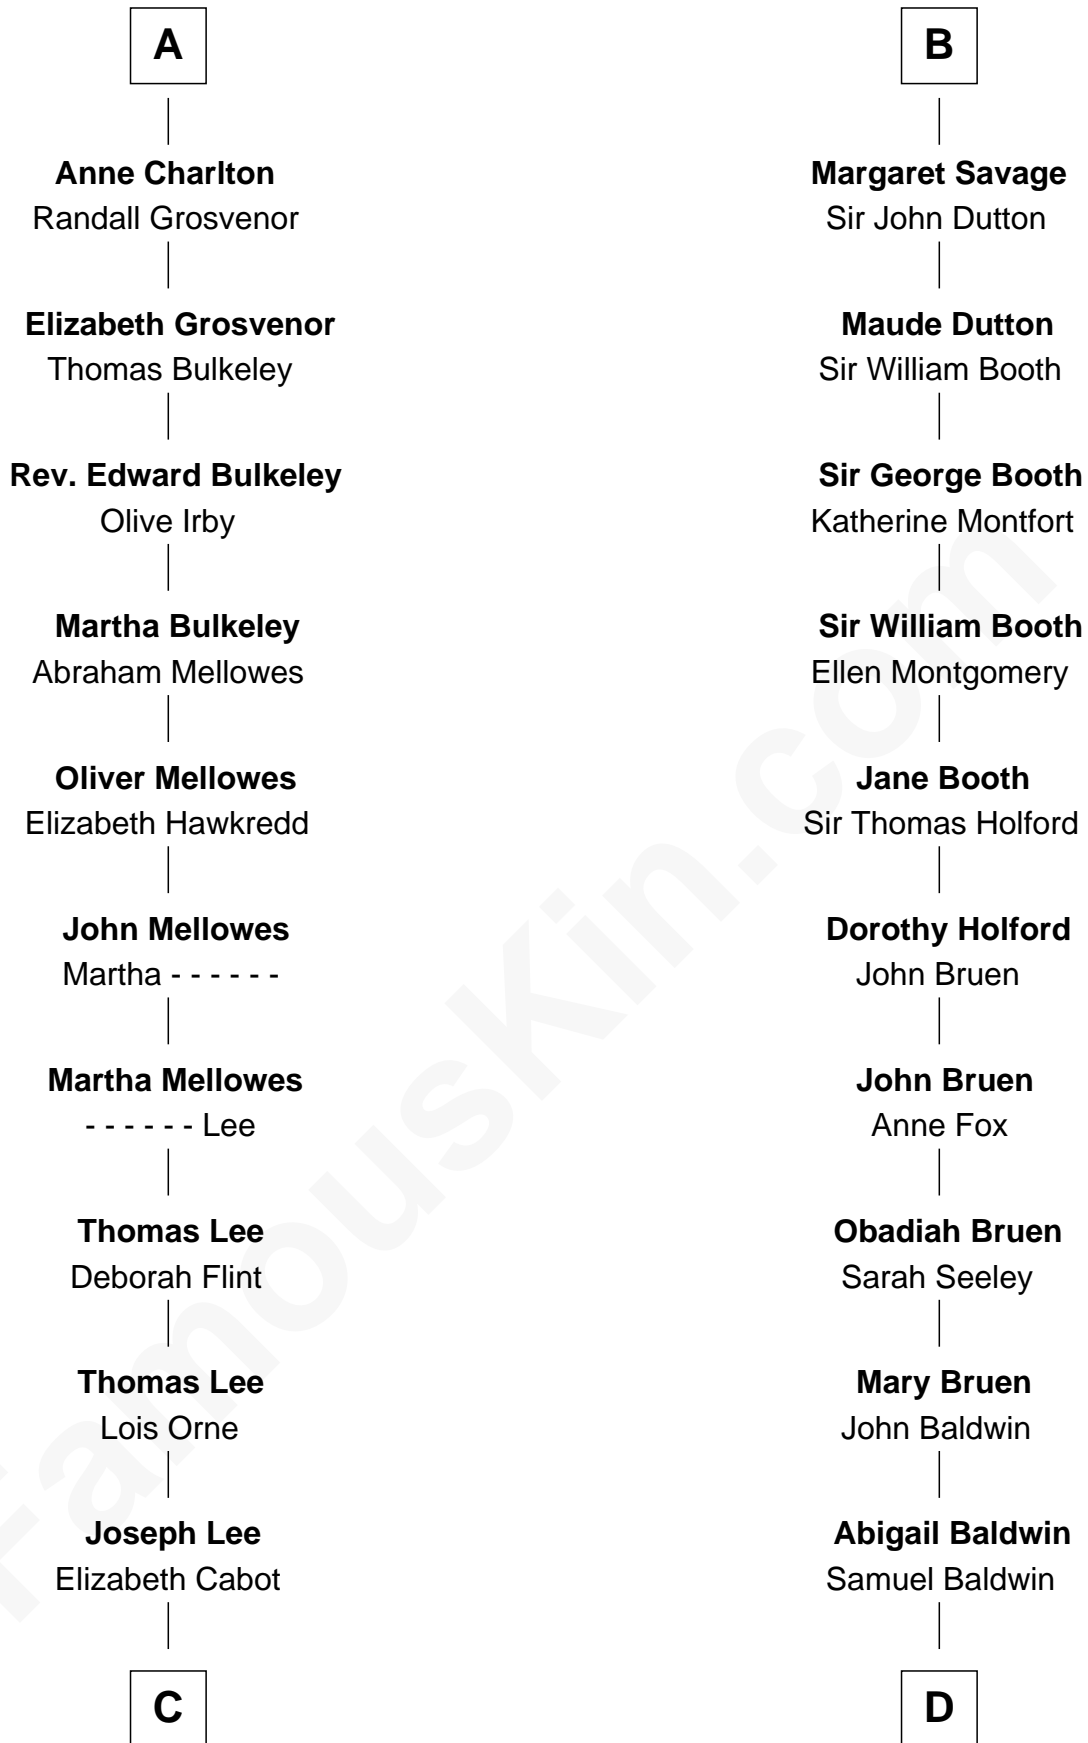 A
Anne Charlton
Randall Grosvenor
Elizabeth Grosvenor
Thomas Bulkeley
Rev. Edward Bulkeley
Olive Irby
Martha Bulkeley
Abraham Mellowes
Oliver Mellowes
Elizabeth Hawkredd
John Mellowes
Martha - - - - - -
Martha Mellowes
- - - - - - Lee
Thomas Lee
Deborah Flint
Thomas Lee
Lois Orne
Joseph Lee
Elizabeth Cabot
C
B
Margaret Savage
Sir John Dutton
Maude Dutton
Sir William Booth
Sir George Booth
Katherine Montfort
Sir William Booth
Ellen Montgomery
Jane Booth
Sir Thomas Holford
Dorothy Holford
John Bruen
John Bruen
Anne Fox
Obadiah Bruen
Sarah Seeley
Mary Bruen
John Baldwin
Abigail Baldwin
Samuel Baldwin
D
FamousKin.com